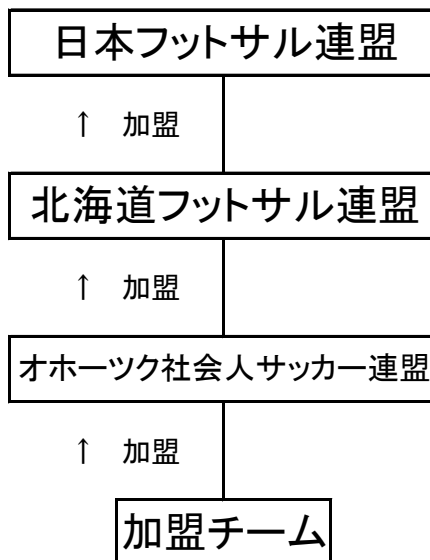 日本フットサル連盟
↑ 加盟
北海道フットサル連盟
↑ 加盟
オホーツク社会人サッカー連盟
↑ 加盟
加盟チーム